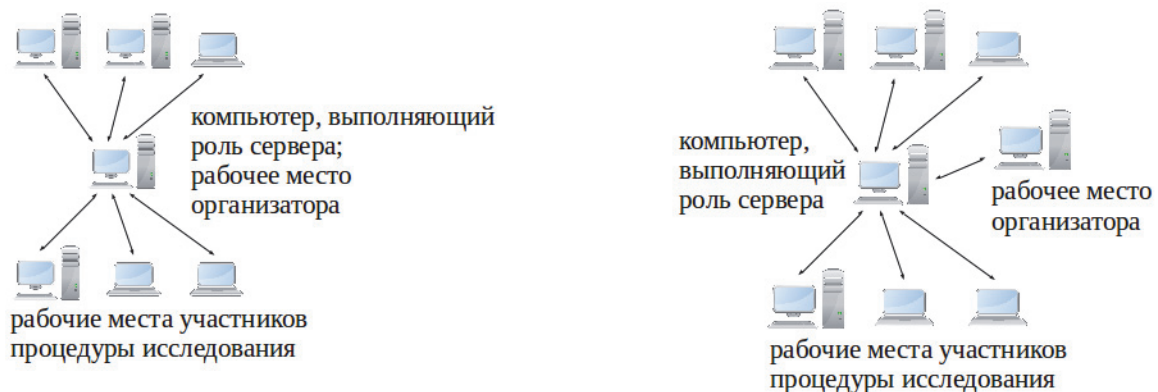 компьютер, выполняющий
роль сервера;
рабочее место
организатора
рабочие места участников
процедуры исследования
компьютер,
выполняющий
роль сервера
рабочее место
организатора
рабочие места участников
процедуры исследования